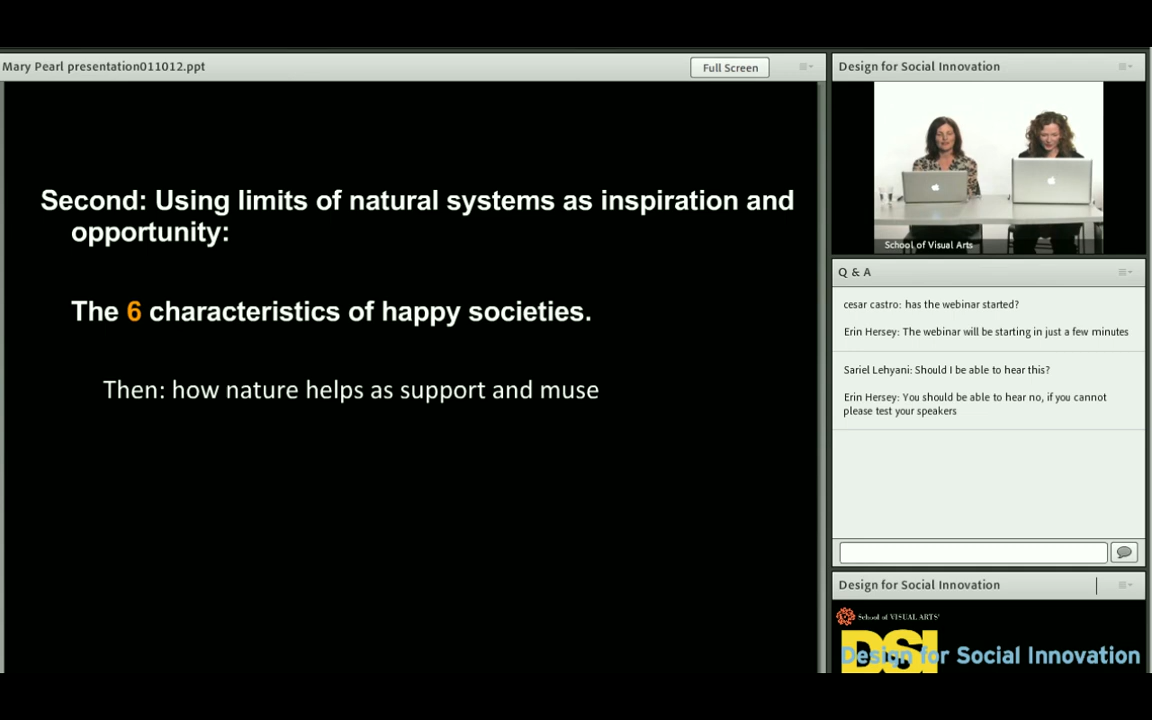 Mary Pearl presentation011012.ppt
Full Screen
Second: Using limits of natural systems as inspiration and
opportunity:
The 6 characteristics of happy societies.
Then: how nature helps as support and muse
Design for Social Innovation
School of Visual Arts
Q & A
cesar castro: has the webinar started?
Erin Hersey: The webinar will be starting in just a few minutes
Sariel Lehyani: Should I be able to hear this?
Erin Hersey: You should be able to hear no, if you cannot
please test your speakers
Design for Social Innovation
School of VISUAL ARTS®
DSI
Design for Social Innovation